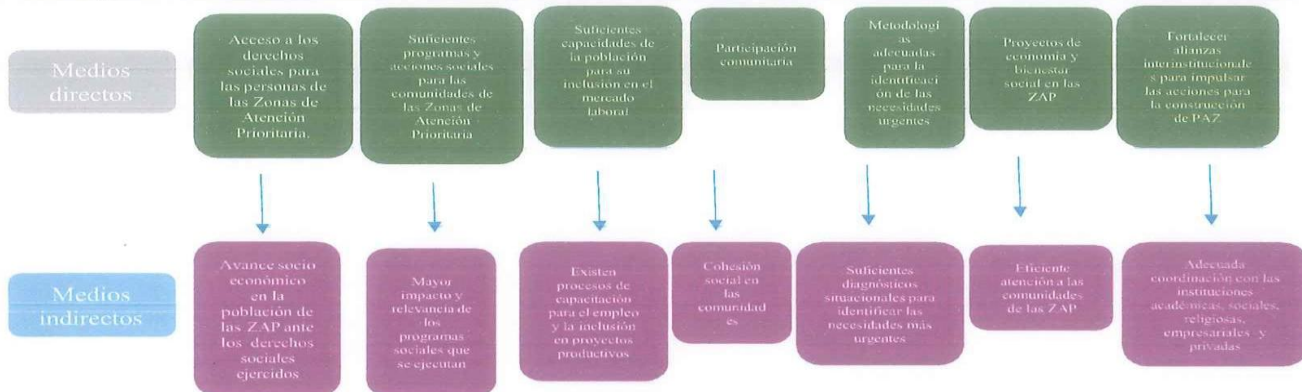 Medios
directos
Acceso a los
derechos
sociales para
las personas de
las Zonas de
Atención
Prioritaria.
Suficientes
programas y
acciones sociales
para las
comunidades de
las Zonas de
Atención
Prioritaria
Suficientes
capacidades de
la población
para su
inclusión en el
mercado
laboral
Participación
comunitaria
Metodologí
as
adecuadas
para la
identificaci
ón de las
necesidades
urgentes
Proyectos de
economía y
bienestar
social en las
ZAP
Fortalecer
alianzas
interinstitucionale
s para impulsar
las acciones para
la construcción
de PAZ
Medios
indirectos
Avance socio
económico
en la
población de
las ZAP ante
los derechos
sociales
ejercidos
Mayor
impacto y
relevancia de
los
programas
sociales que
se ejecutan
Existen
procesos de
capacitación
para el empleo
y la inclusión
en proyectos
productivos
Cohesión
social en
las
comunidad
es
Suficientes
diagnósticos
situacionales para
identificar las
necesidades más
urgentes
Eficiente
atención a las
comunidades
de las ZAP
Adecuada
coordinación con las
instituciones
académicas, sociales,
religiosas,
empresariales y
privadas